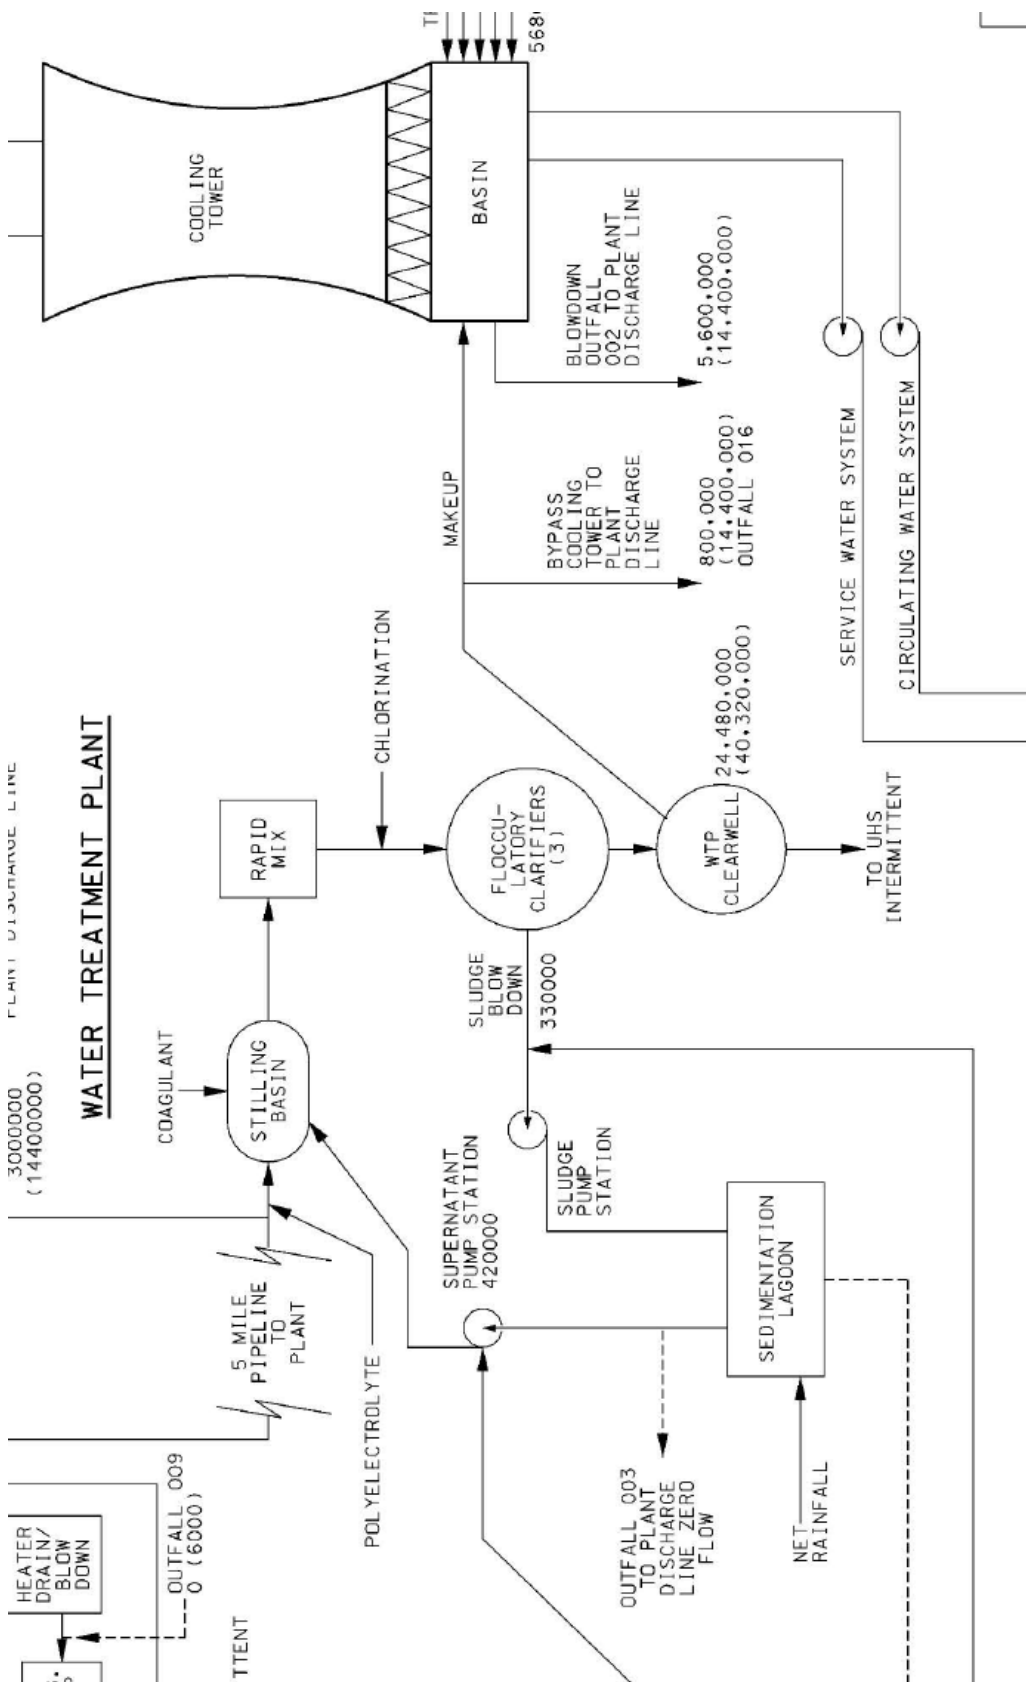 COOLING
TOWER
BASIN
568
BLOWDOWN
OUTFALL
002 TO PLANT
DISCHARGE LINE
5,600,000
(14,400,000)
MAKEUP
BYPASS
COOLING
TOWER TO
PLANT
DISCHARGE
LINE
800,000
(14,400,000)
OUTFALL 016
SERVICE WATER SYSTEM
CIRCULATING WATER SYSTEM
PLANT DISCHARGE LINE
3000000
(14400000)
WATER TREATMENT PLANT
RAPID
MIX
CHLORINATION
FLOCCU-
LATORY
CLARIFIERS
(3)
WTP
CLEARWELL
24,480,000
(40,320,000)
TO UHS
INTERMITTENT
COAGULANT
STILLING
BASIN
SLUDGE
BLOW
DOWN
330000
SLUDGE
PUMP
STATION
SUPERNATANT
PUMP STATION
420000
5 MILE
PIPELINE
TO
PLANT
POLYELECTROLYTE
SEDIMENTATION
LAGOON
OUTFALL 003
TO PLANT
DISCHARGE
LINE ZERO
FLOW
NET
RAINFALL
HEATER
DRAIN/
BLOW
DOWN
OUTFALL 009
0 (6000)
TTENT